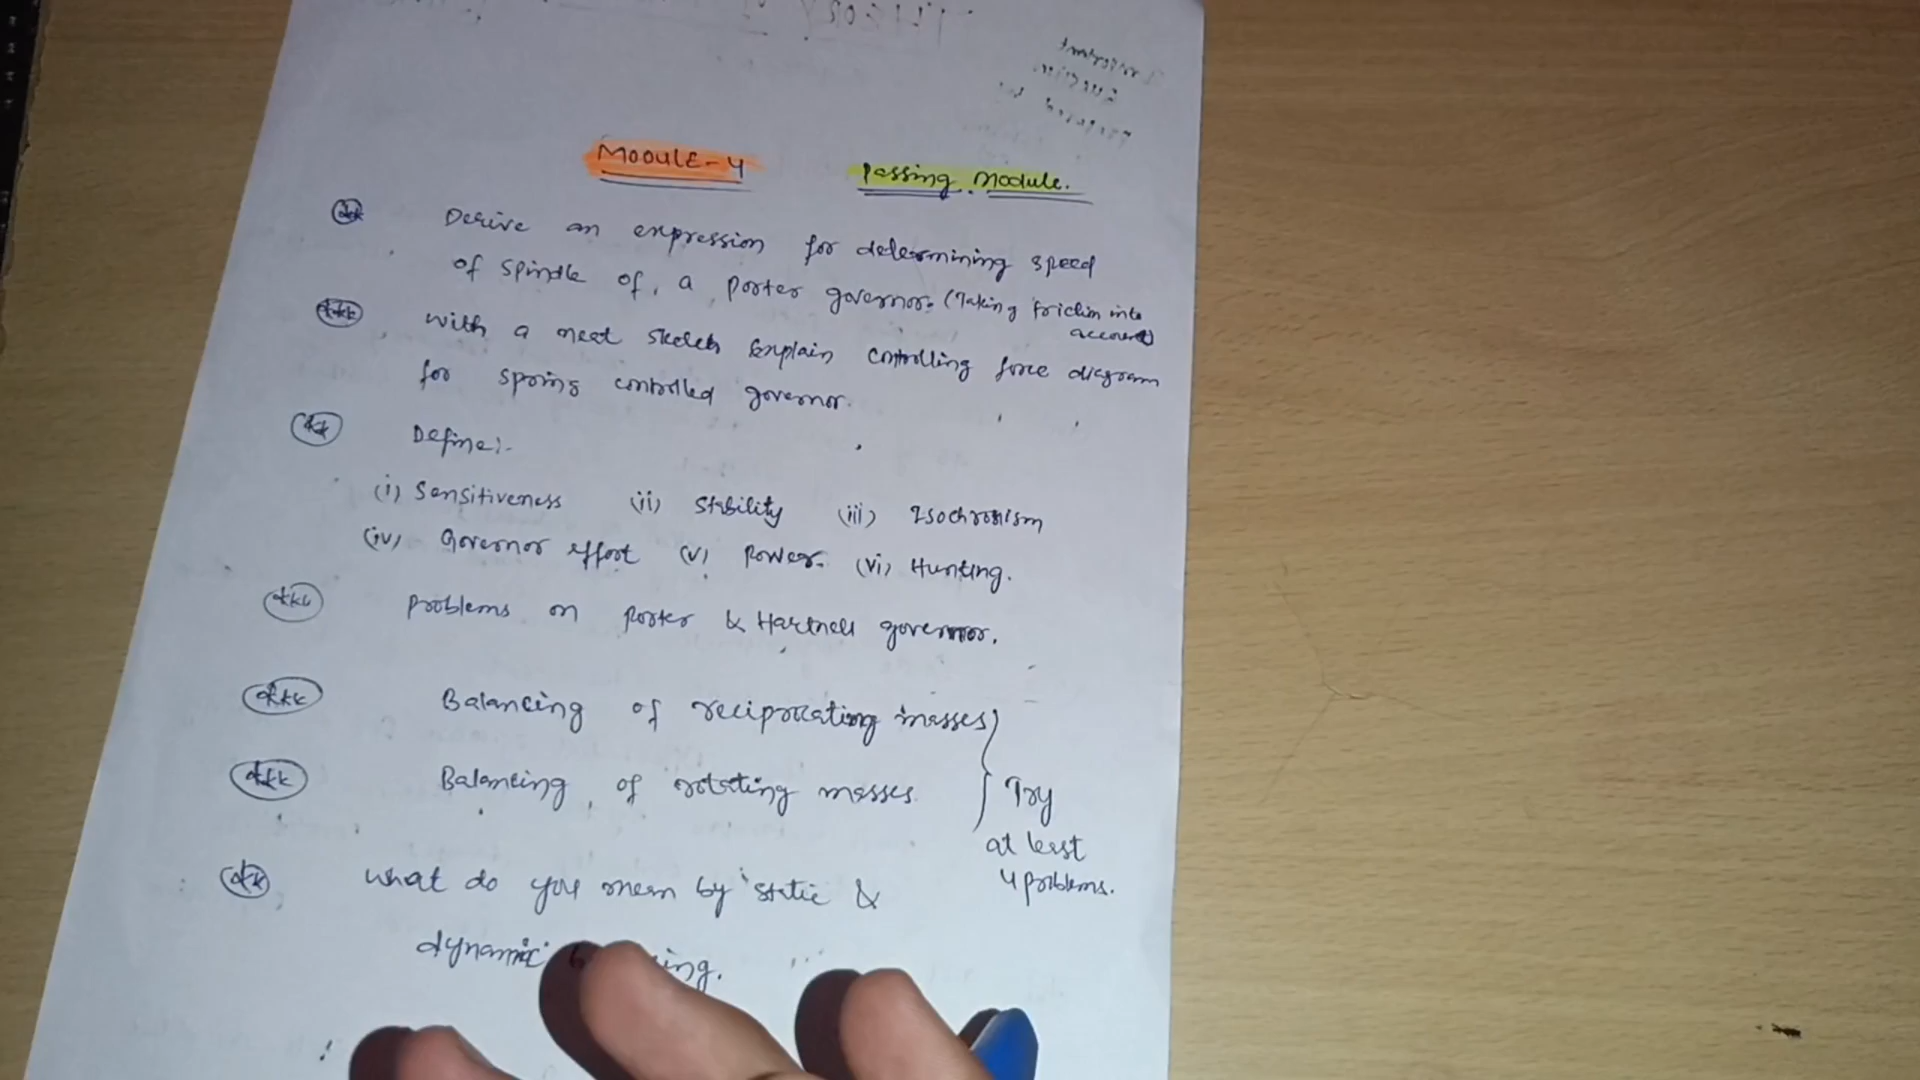 Module-4 Passing Module.
** Derive an expression for determining speed
of spindle of a porter governor. (Taking friction into
account)
*** With a neat sketch Explain controlling force diagram
for spring controlled governor.
** Define:-
(i) Sensitiveness (ii) Stability (iii) Isochronism
(iv) Governor effort (v) Power. (vi) Hunting.
*** Problems on Porter & Hartnell governor.
*** Balancing of reciprocating masses
*** Balancing of rotating masses } Try
at least
4 problems.
** What do you mean by static &
dynamic